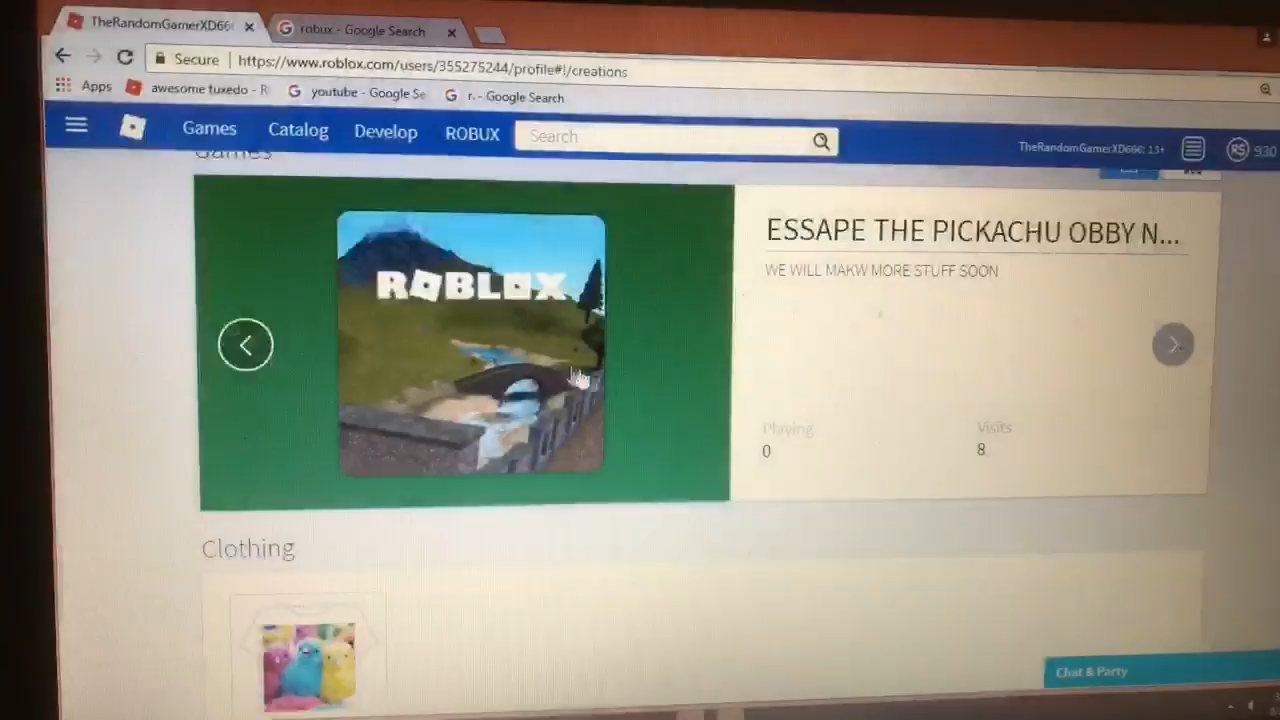 TheRandomGamerXD66
robux - Google Search
Secure
https://www.roblox.com/users/355275244/profile#!/creations
Apps
awesome tuxedo - R
youtube - Google Se
r. - Google Search
Games
Catalog
Develop
ROBUX
Search
TheRandomGamerXD666: 13+
R$ 930
Games
ROBLOX
ESSAPE THE PICKACHU OBBY N...
WE WILL MAKW MORE STUFF SOON
Playing
Visits
0
8
Clothing
Chat & Party